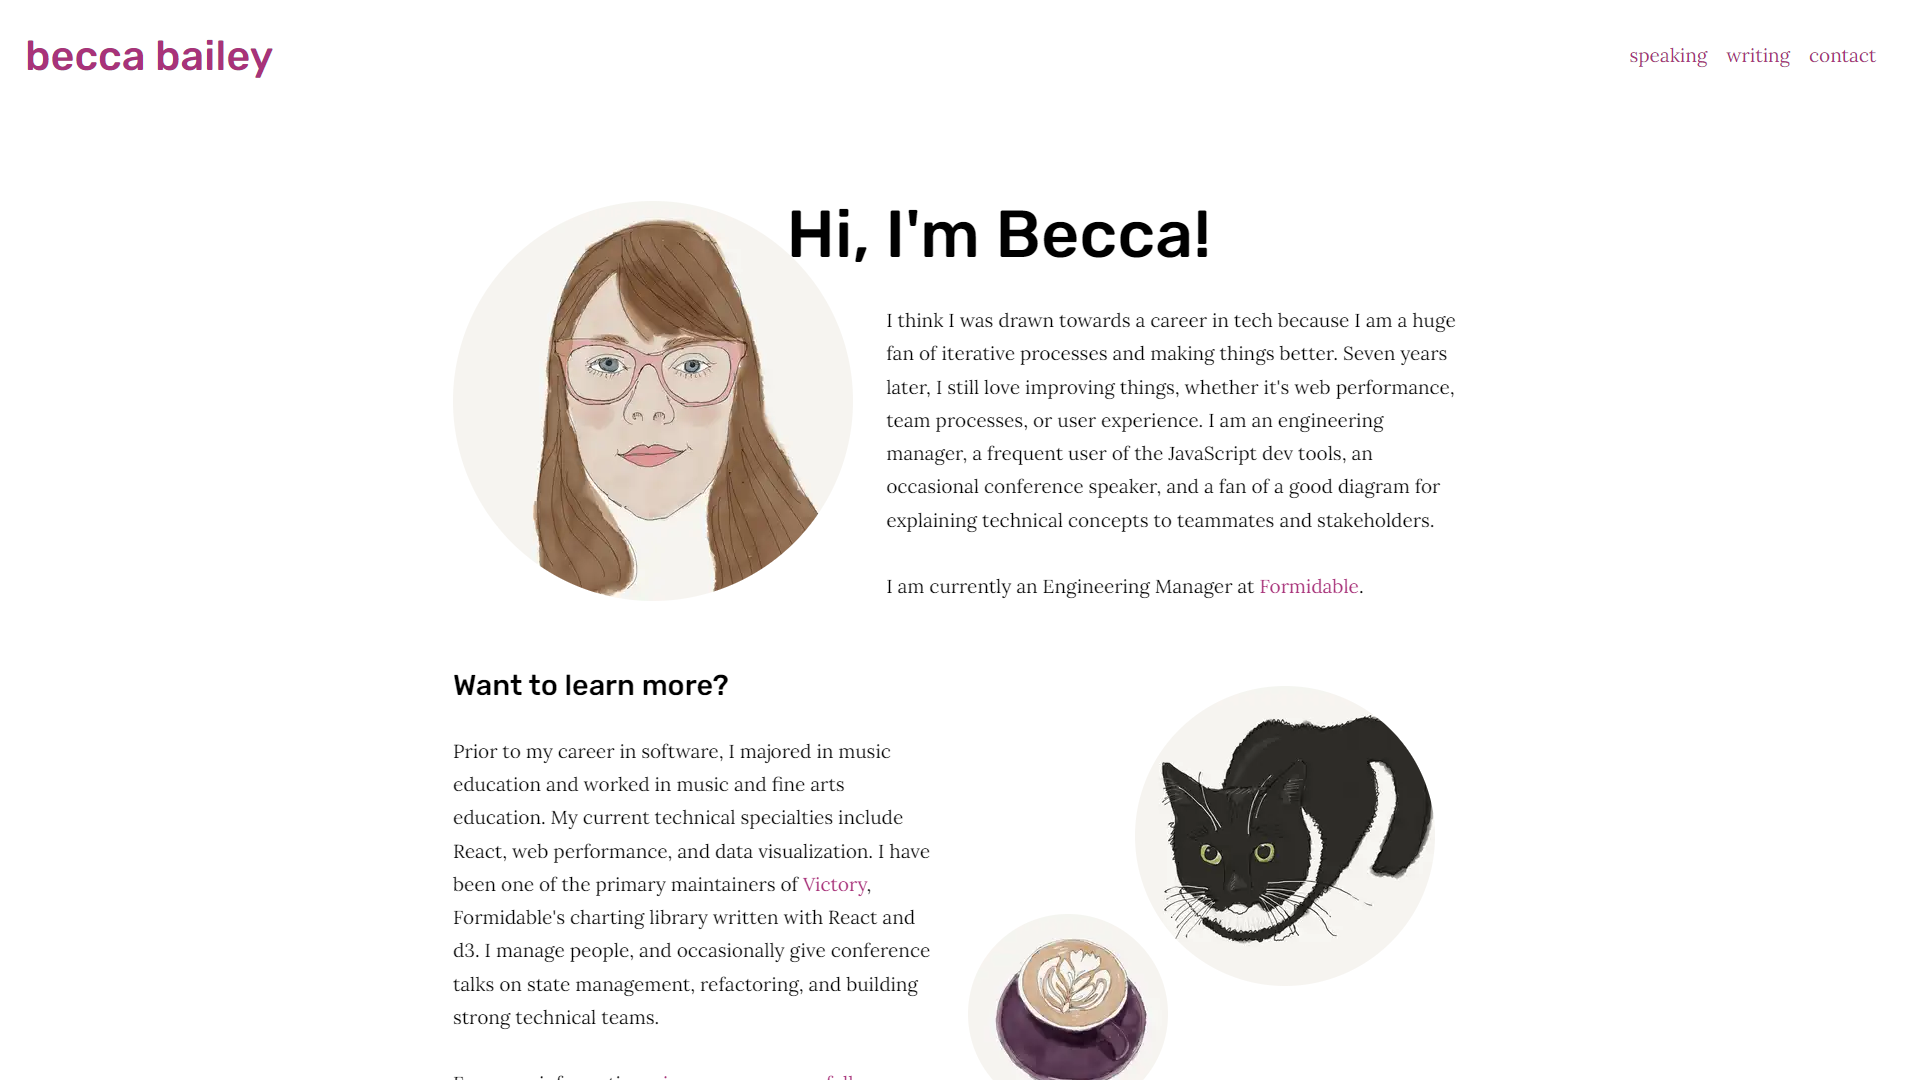 becca bailey
speaking writing contact
Hi, I'm Becca!
I think I was drawn towards a career in tech because I am a huge
fan of iterative processes and making things better. Seven years
later, I still love improving things, whether it's web performance,
team processes, or user experience. I am an engineering
manager, a frequent user of the JavaScript dev tools, an
occasional conference speaker, and a fan of a good diagram for
explaining technical concepts to teammates and stakeholders.
I am currently an Engineering Manager at Formidable.
Want to learn more?
Prior to my career in software, I majored in music
education and worked in music and fine arts
education. My current technical specialties include
React, web performance, and data visualization. I have
been one of the primary maintainers of Victory,
Formidable's charting library written with React and
d3. I manage people, and occasionally give conference
talks on state management, refactoring, and building
strong technical teams.